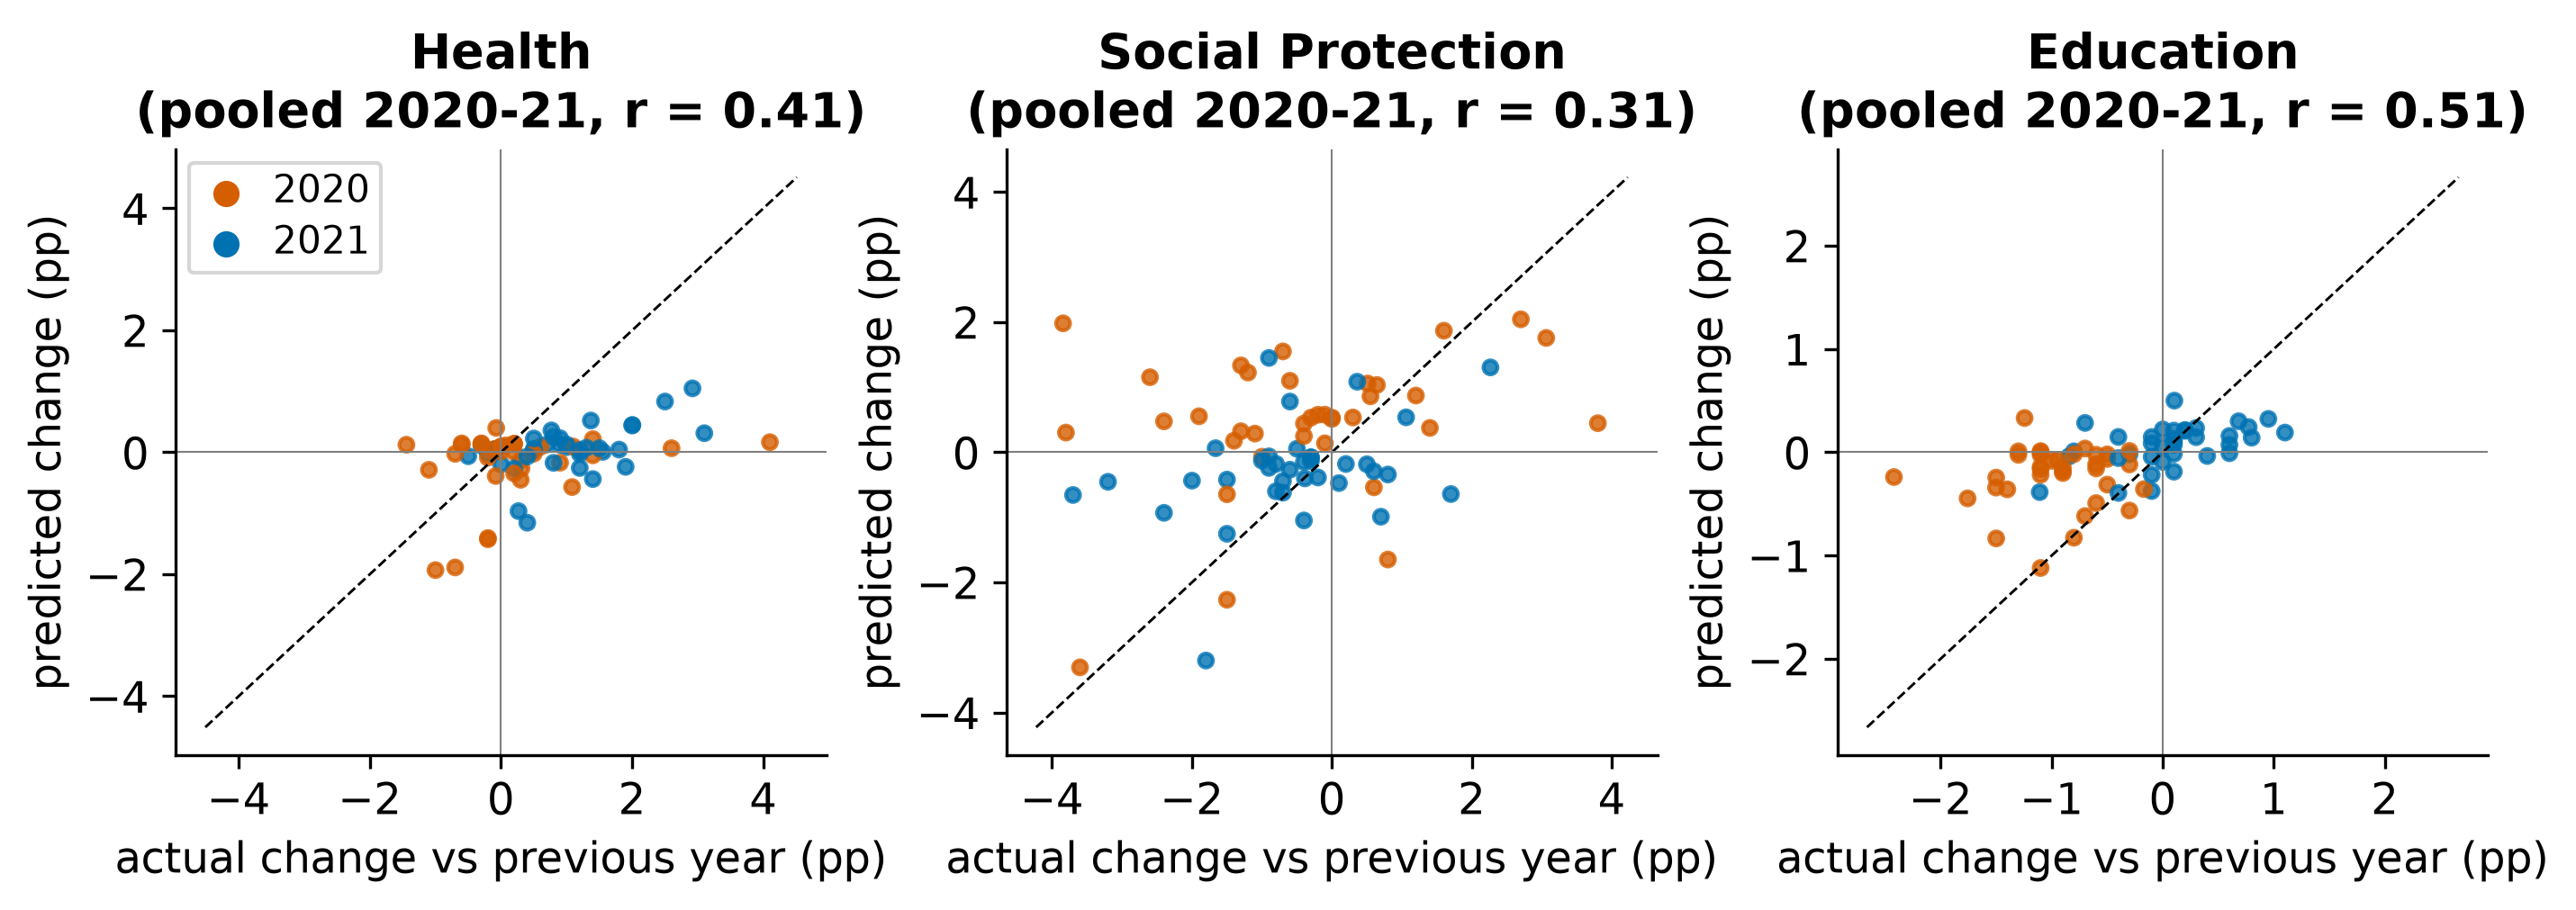 Health
(pooled 2020-21, r = 0.41)
2020
2021
predicted change (pp)
4
2
0
−2
−4
−4
−2
0
2
4
actual change vs previous year (pp)
Social Protection
(pooled 2020-21, r = 0.31)
predicted change (pp)
4
2
0
−2
−4
−4
−2
0
2
4
actual change vs previous year (pp)
Education
(pooled 2020-21, r = 0.51)
predicted change (pp)
2
1
0
−1
−2
−2
−1
0
1
2
actual change vs previous year (pp)